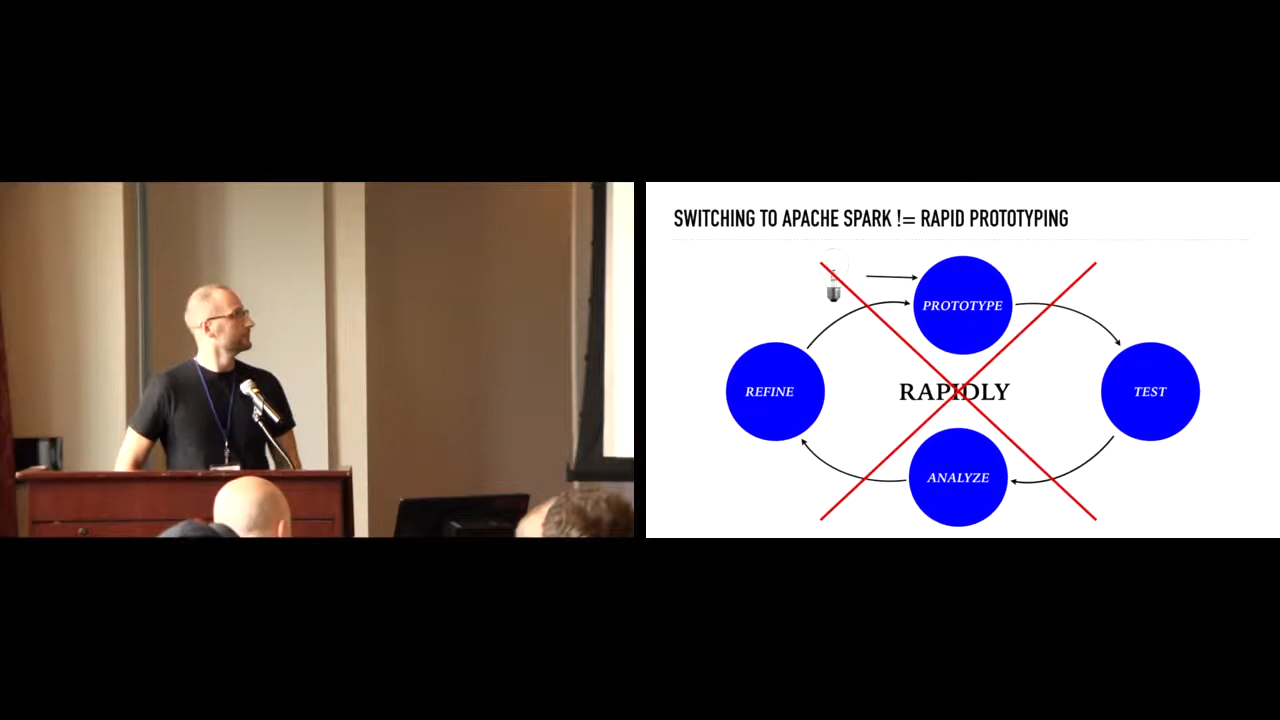 SWITCHING TO APACHE SPARK != RAPID PROTOTYPING
PROTOTYPE
REFINE
RAPIDLY
TEST
ANALYZE